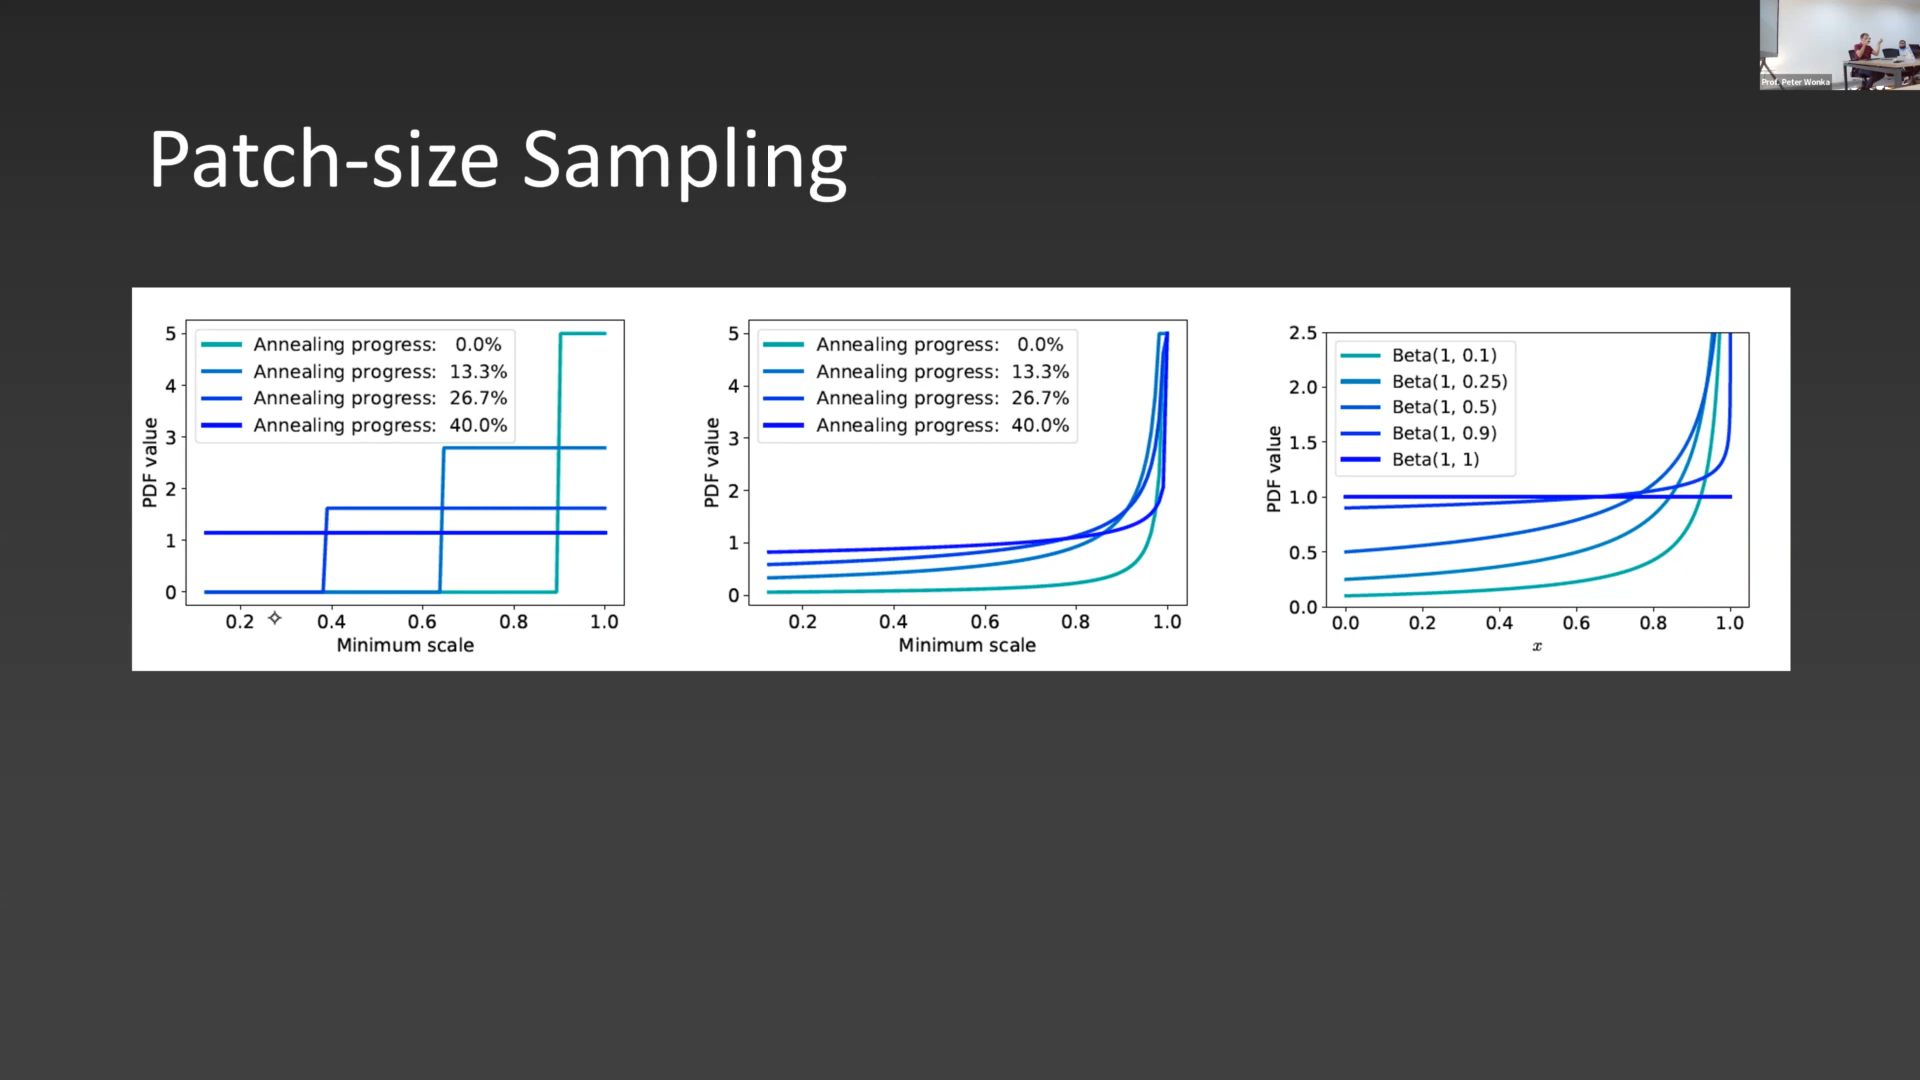 Prof. Peter Wonka
Patch-size Sampling
PDF value
5
4
3
2
1
0
Annealing progress: 0.0%
Annealing progress: 13.3%
Annealing progress: 26.7%
Annealing progress: 40.0%
0.2 0.4 0.6 0.8 1.0
Minimum scale
PDF value
5
4
3
2
1
0
Annealing progress: 0.0%
Annealing progress: 13.3%
Annealing progress: 26.7%
Annealing progress: 40.0%
0.2 0.4 0.6 0.8 1.0
Minimum scale
PDF value
2.5
2.0
1.5
1.0
0.5
0.0
Beta(1, 0.1)
Beta(1, 0.25)
Beta(1, 0.5)
Beta(1, 0.9)
Beta(1, 1)
0.0 0.2 0.4 0.6 0.8 1.0
x